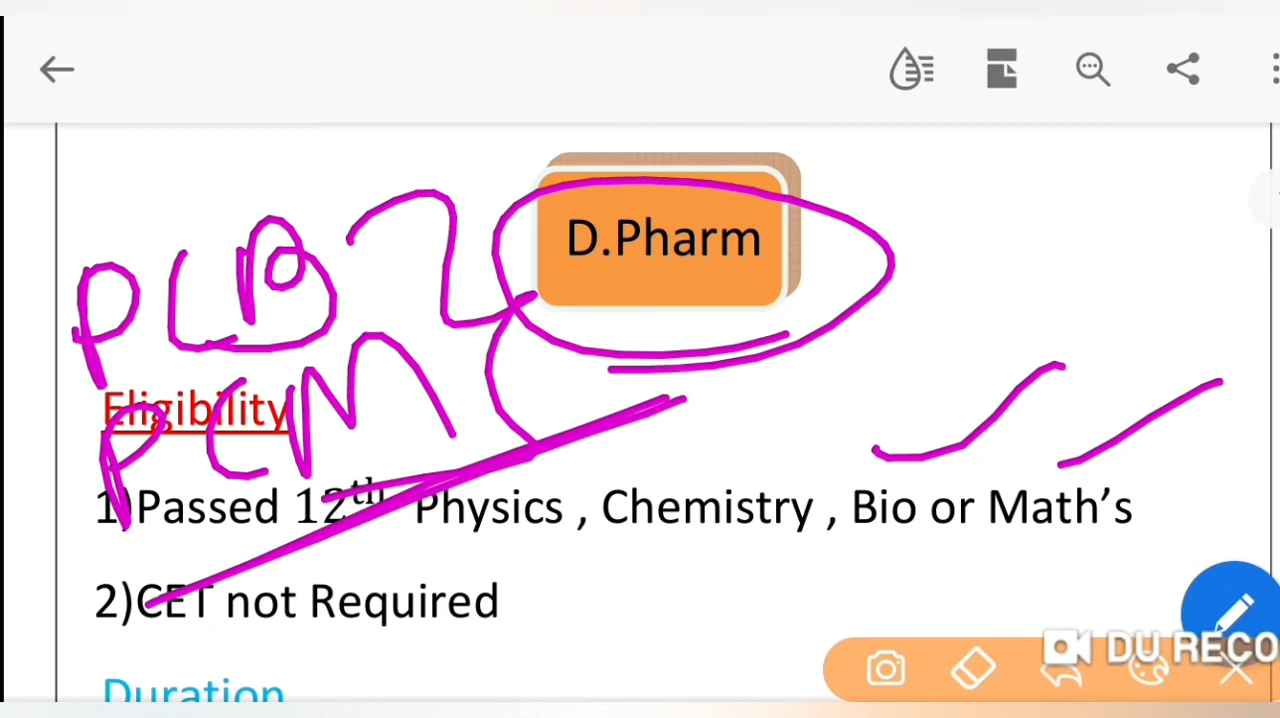 D.Pharm
PCB
PCM
Eligibility
1)Passed 12th Physics , Chemistry , Bio or Math’s
2)CET not Required
Duration
DU RECO